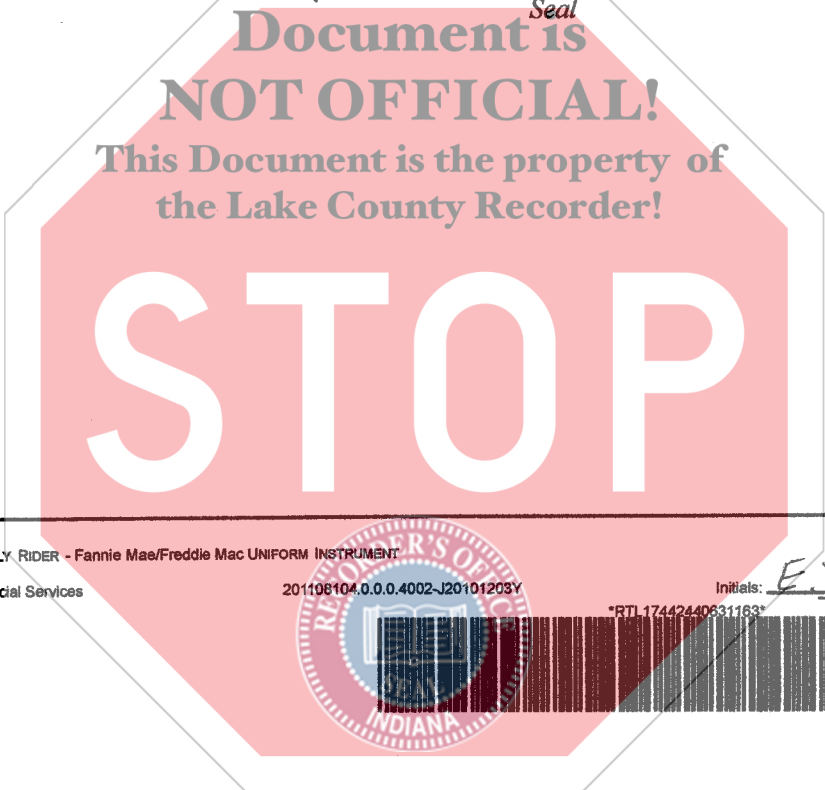 Seal
Document is
NOT OFFICIAL!
This Document is the property of
the Lake County Recorder!
STOP
Y RIDER - Fannie Mae/Freddie Mac UNIFORM INSTRUMENT
cial Services 201108104.0.0.0.4002-J20101203Y Initials: E.
*RTL17442440631163*
RECORDER'S OFFICE
SEAL
INDIANA